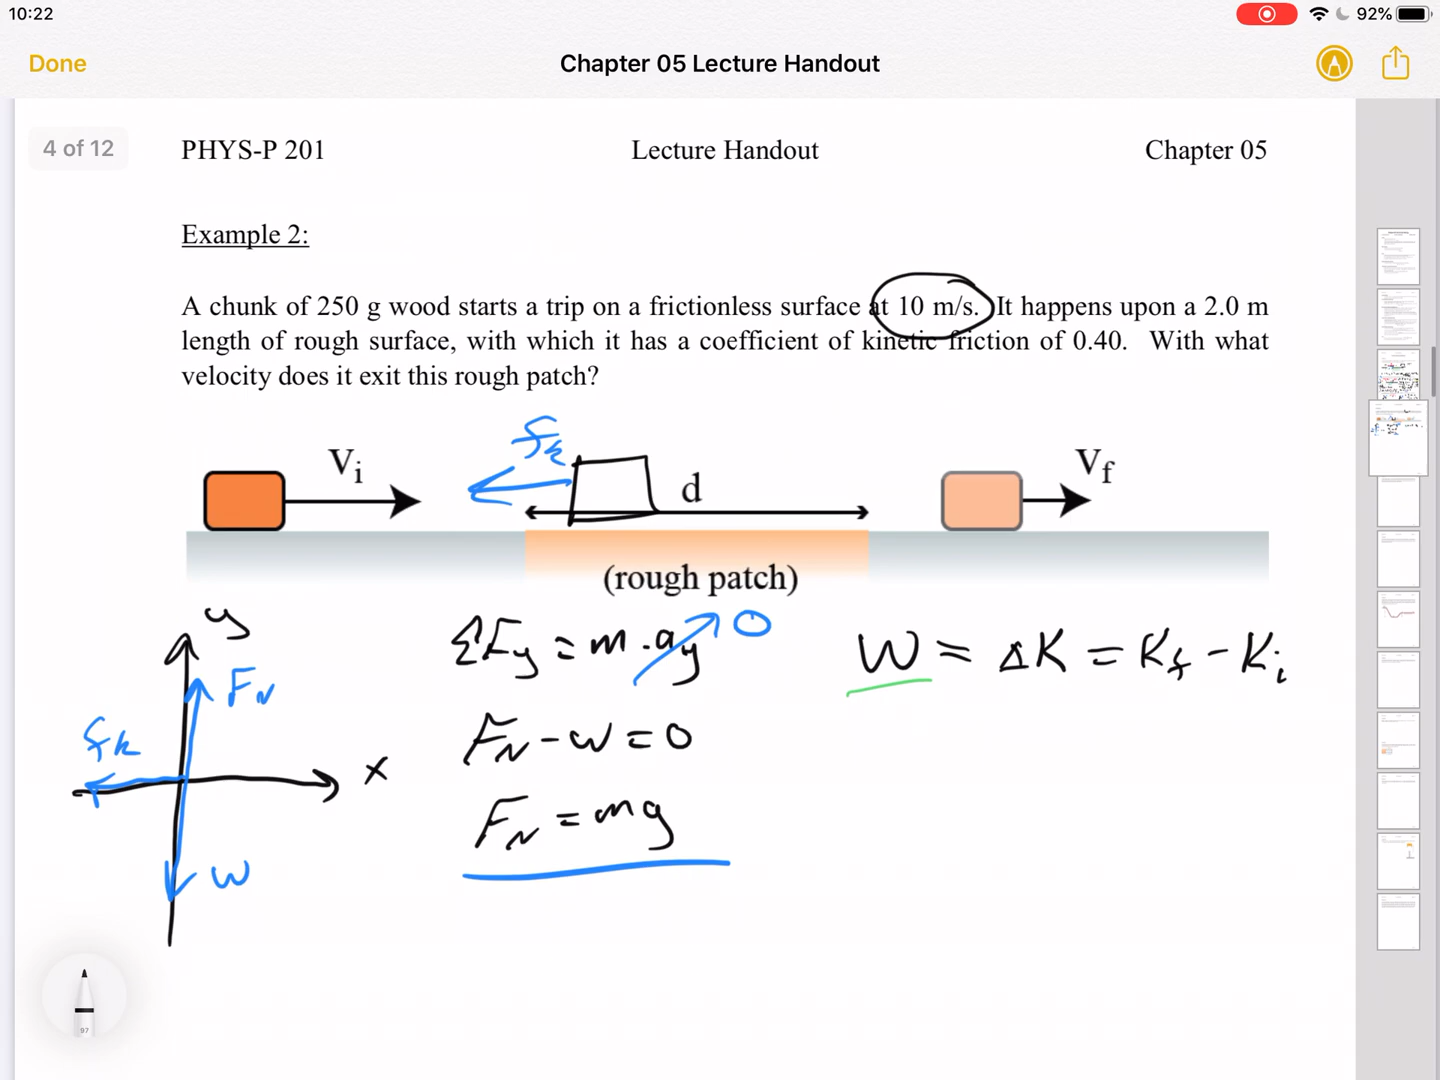 10:22
92%
Done
Chapter 05 Lecture Handout
4 of 12
PHYS-P 201
Lecture Handout
Chapter 05
Example 2:
A chunk of 250 g wood starts a trip on a frictionless surface at 10 m/s. It happens upon a 2.0 m
length of rough surface, with which it has a coefficient of kinetic friction of 0.40. With what
velocity does it exit this rough patch?
Vi
fk
d
Vf
(rough patch)
y
FN
fk
x
w
ΣFy = m·ay 0
FN - w = 0
FN = mg
W = ΔK = Kf - Ki
97